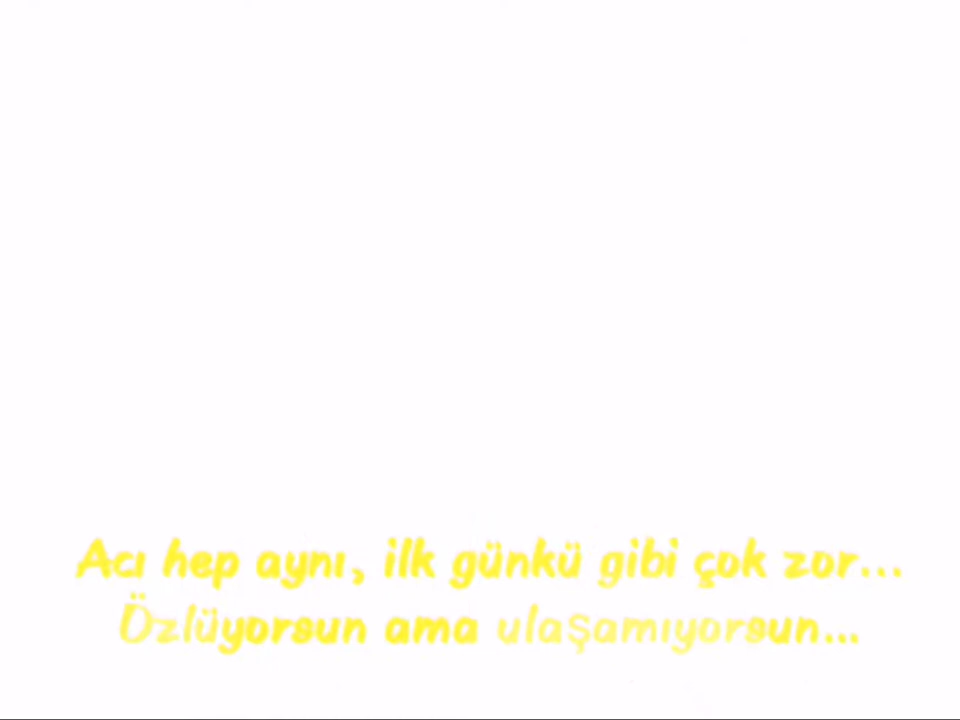 Acı hep aynı, ilk günkü gibi çok zor...
Özlüyorsun ama ulaşamıyorsun...